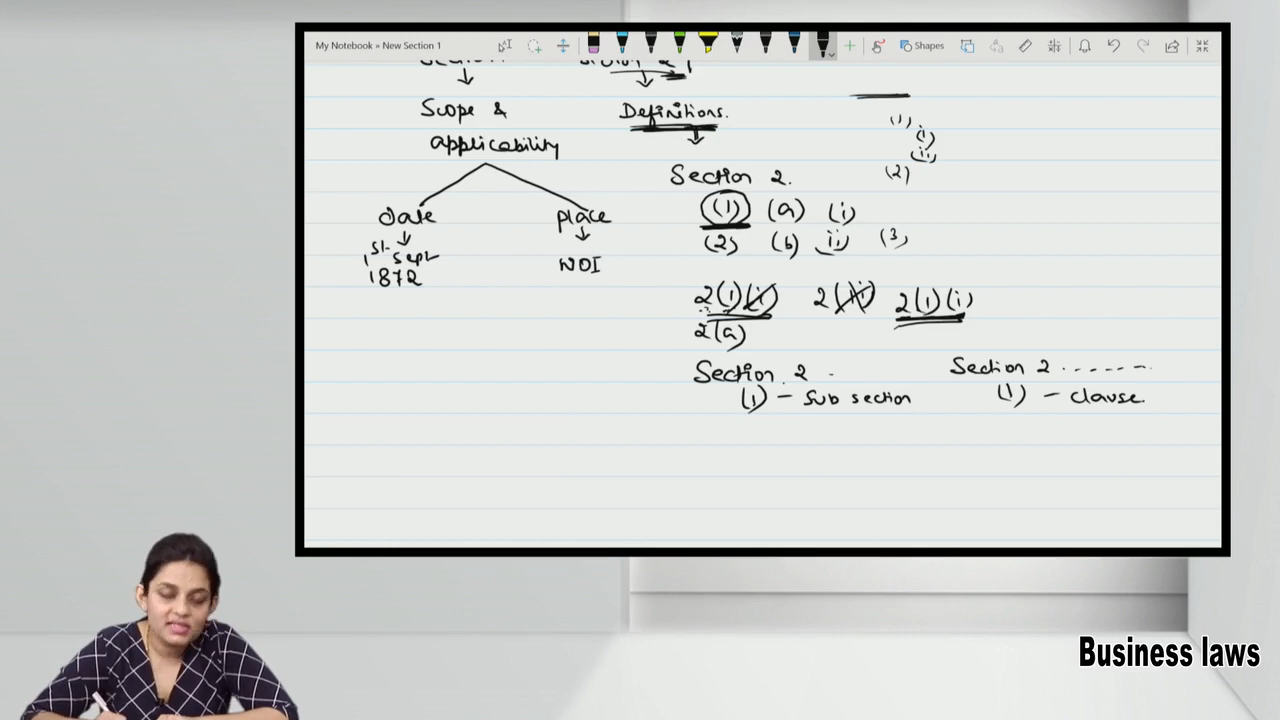 My Notebook » New Section 1
Shapes
Scope &
applicability
Definitions.
(1)
(i)
(ii)
(2)
Section 2.
(1) (a) (i)
(2) (b) (ii) (3)
date
place
1st Sept
1872
WOI
2(1)(i) 2(1i) 2(1)(i)
2(a)
Section 2
(1) - Sub section
Section 2 . - - - - -
(1) - clause.
Business laws